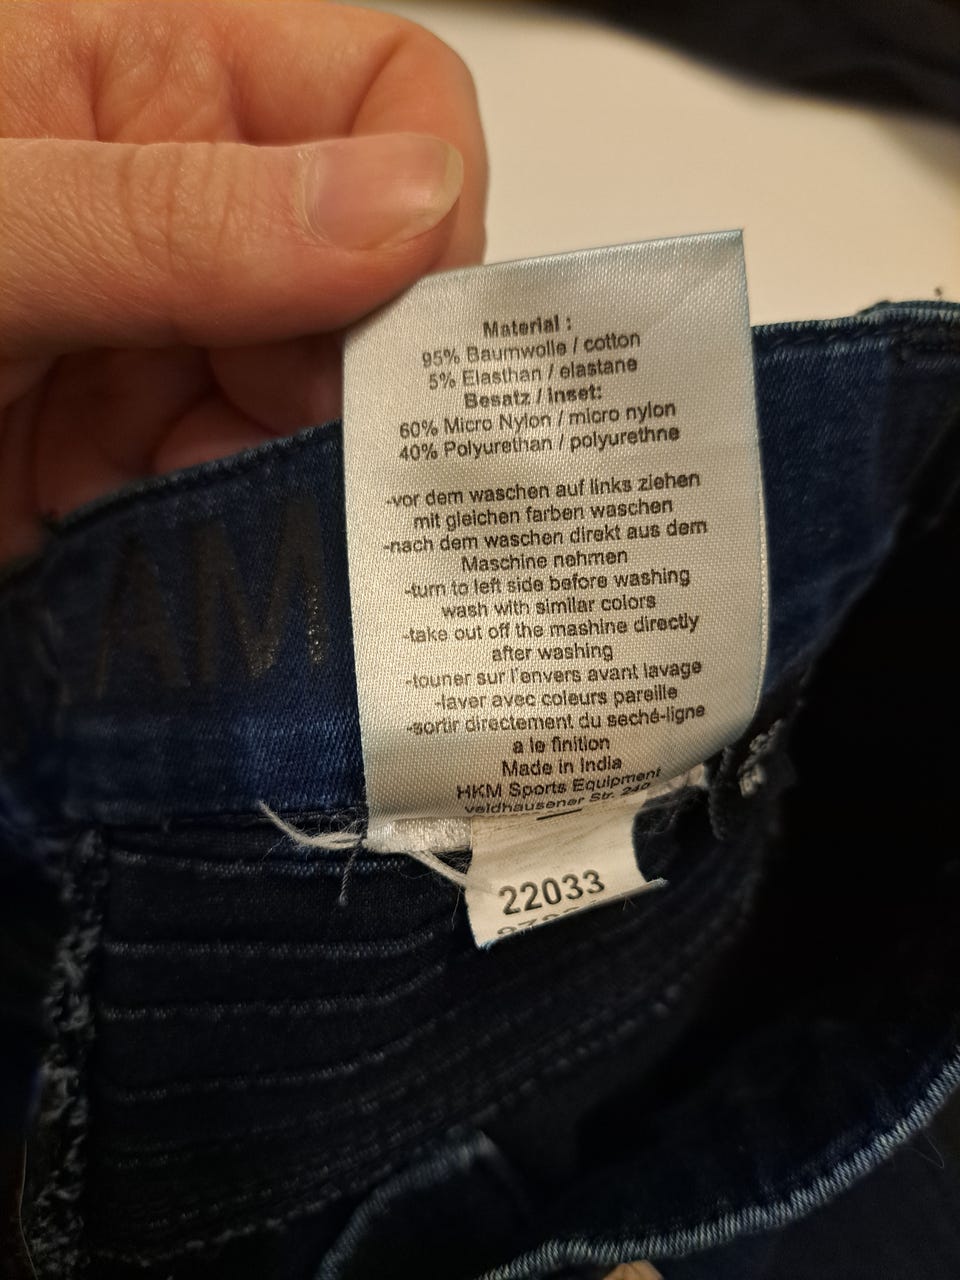 Material :
95% Baumwolle / cotton
5% Elasthan / elastane
Besatz / Inset:
60% Micro Nylon / micro nylon
40% Polyurethan / polyurethne
-vor dem waschen auf links ziehen
mit gleichen farben waschen
-nach dem waschen direkt aus dem
Maschine nehmen
-turn to left side before washing
wash with similar colors
-take out off the mashine directly
after washing
-touner sur l'envers avant lavage
-laver avec coleurs pareille
-sortir directement du seché-ligne
a le finition
Made in India
HKM Sports Equipment
veldhausener Str. 240
22033
AM